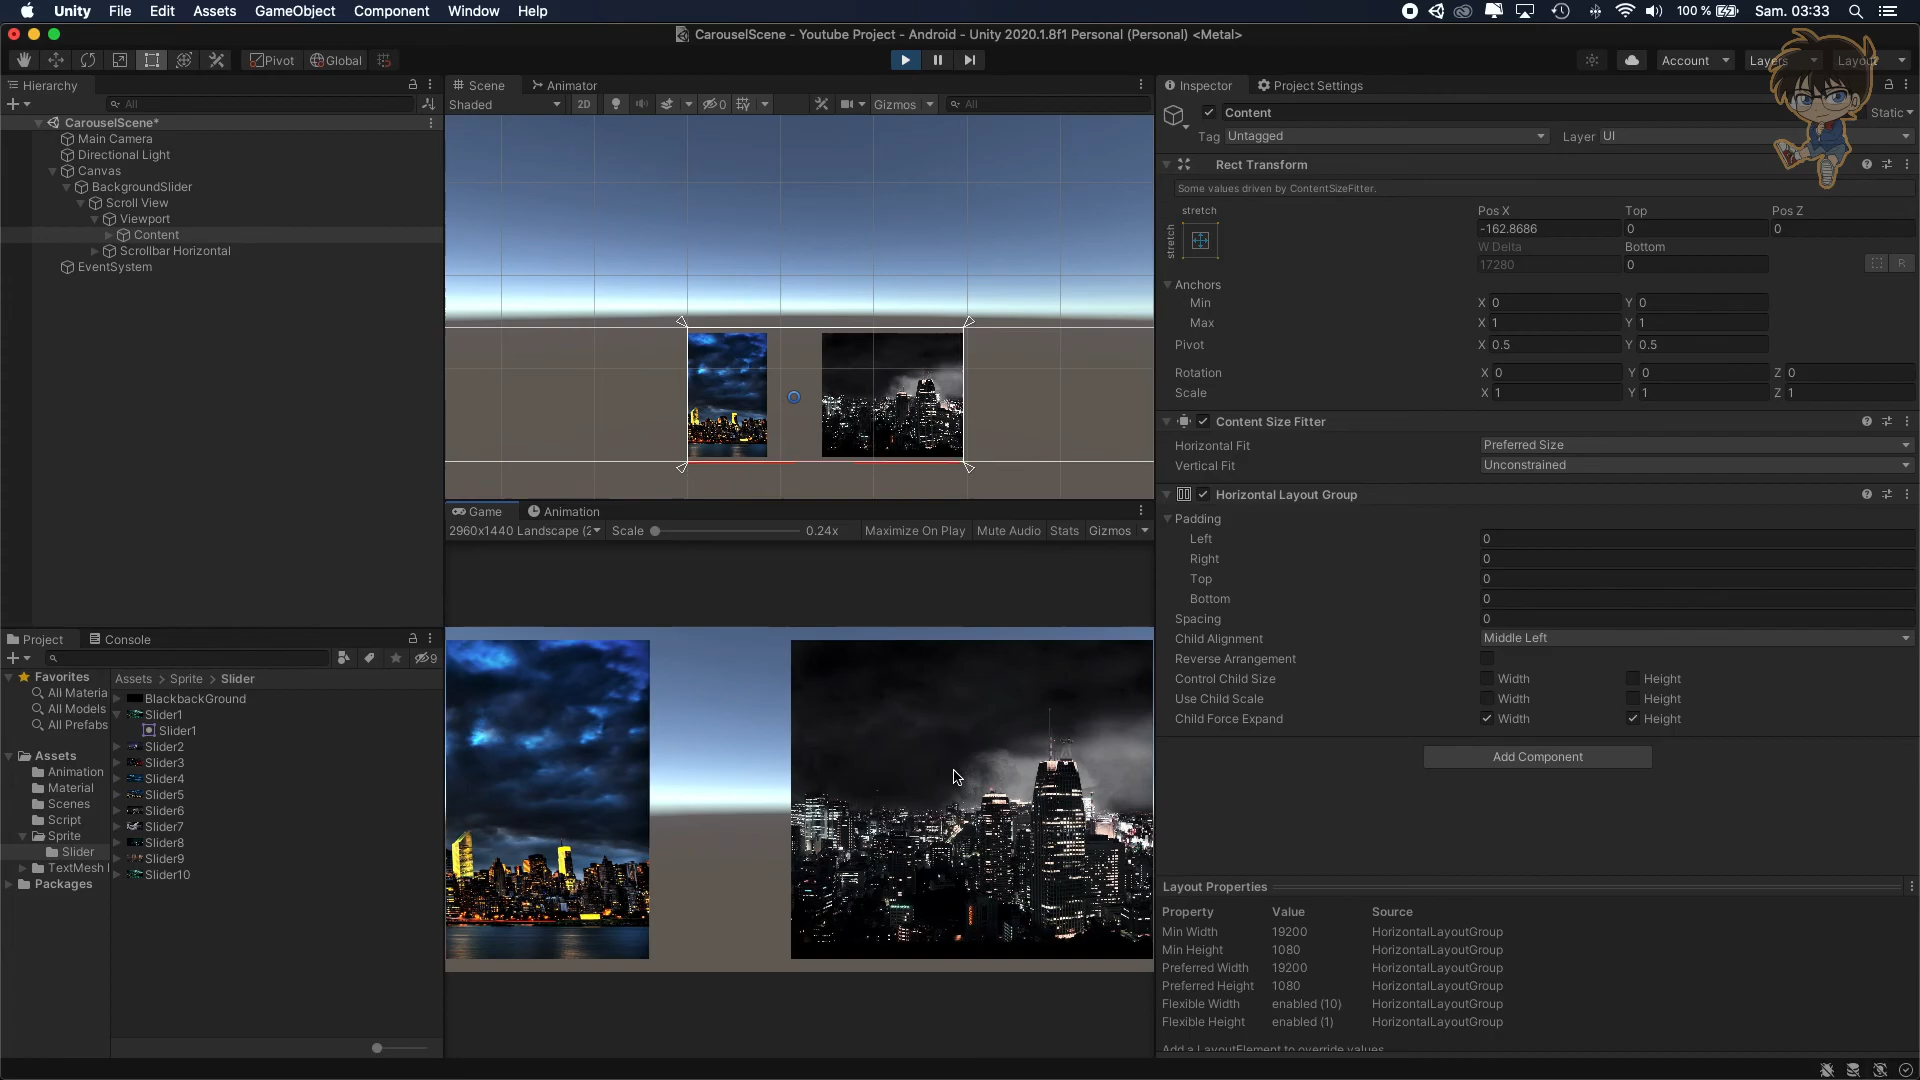 Unity File Edit Assets GameObject Component Window Help
100 % Sam. 03:33
CarouselScene - Youtube Project - Android - Unity 2020.1.8f1 Personal (Personal) <Metal>
Pivot Global
Account Layers Layout
Hierarchy
All
CarouselScene*
Main Camera
Directional Light
Canvas
BackgroundSlider
Scroll View
Viewport
Content
Scrollbar Horizontal
EventSystem
Scene Animator
Shaded 2D 0 Gizmos All
Game Animation
2960x1440 Landscape (2 Scale 0.24x Maximize On Play Mute Audio Stats Gizmos
Project Console
9
Favorites
All Materia
All Models
All Prefabs
Assets
Animation
Material
Scenes
Script
Sprite
Slider
TextMesh
Packages
Assets > Sprite > Slider
BlackbackGround
Slider1
Slider1
Slider2
Slider3
Slider4
Slider5
Slider6
Slider7
Slider8
Slider9
Slider10
Inspector Project Settings
Content Static
Tag Untagged Layer UI
Rect Transform
Some values driven by ContentSizeFitter.
stretch
stretch
Pos X Top Pos Z
-162.8686 0 0
W Delta Bottom
17280 0 R
Anchors
Min X 0 Y 0
Max X 1 Y 1
Pivot X 0.5 Y 0.5
Rotation X 0 Y 0 Z 0
Scale X 1 Y 1 Z 1
Content Size Fitter
Horizontal Fit Preferred Size
Vertical Fit Unconstrained
Horizontal Layout Group
Padding
Left 0
Right 0
Top 0
Bottom 0
Spacing 0
Child Alignment Middle Left
Reverse Arrangement
Control Child Size Width Height
Use Child Scale Width Height
Child Force Expand Width Height
Add Component
Layout Properties
Property Value Source
Min Width 19200 HorizontalLayoutGroup
Min Height 1080 HorizontalLayoutGroup
Preferred Width 19200 HorizontalLayoutGroup
Preferred Height 1080 HorizontalLayoutGroup
Flexible Width enabled (10) HorizontalLayoutGroup
Flexible Height enabled (1) HorizontalLayoutGroup
Add a LayoutElement to override values